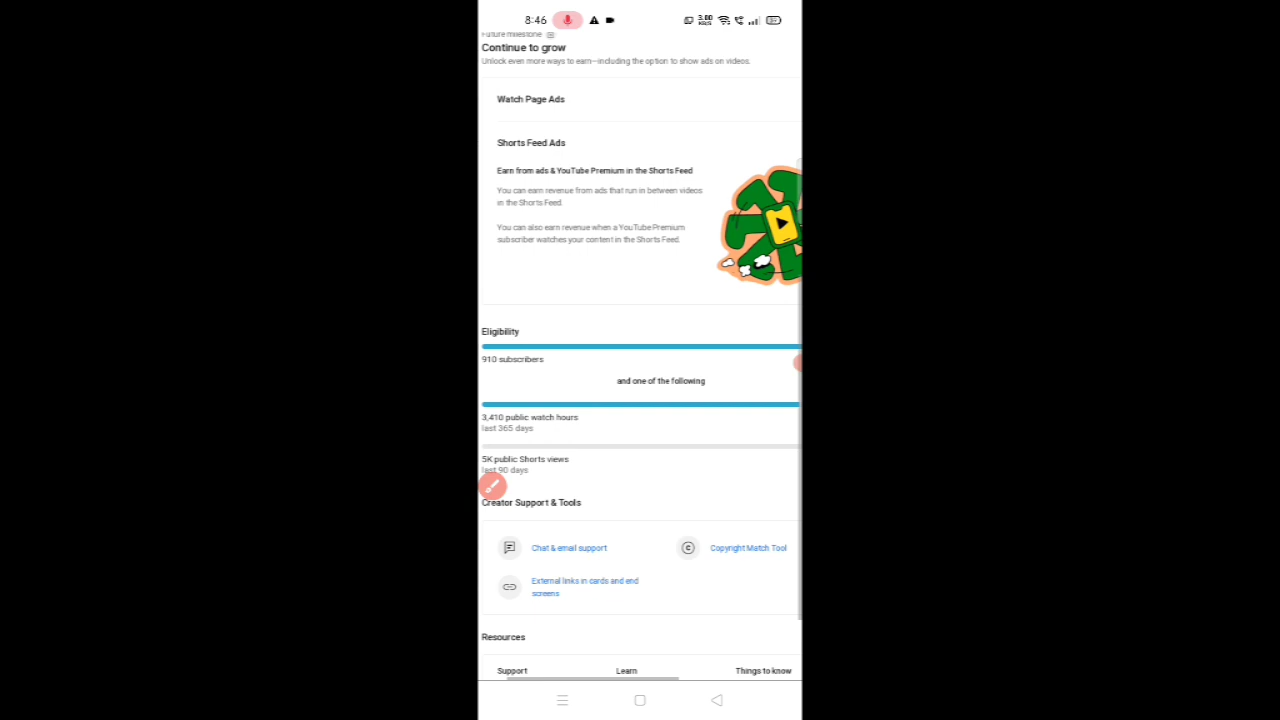 8:46
3.00
KB/S
Future milestone
Continue to grow
Unlock even more ways to earn—including the option to show ads on videos.
Watch Page Ads
Shorts Feed Ads
Earn from ads & YouTube Premium in the Shorts Feed
You can earn revenue from ads that run in between videos
in the Shorts Feed.
You can also earn revenue when a YouTube Premium
subscriber watches your content in the Shorts Feed.
Eligibility
910 subscribers
and one of the following
3,410 public watch hours
last 365 days
5K public Shorts views
last 90 days
Creator Support & Tools
Chat & email support
Copyright Match Tool
External links in cards and end
screens
Resources
Support Learn Things to know